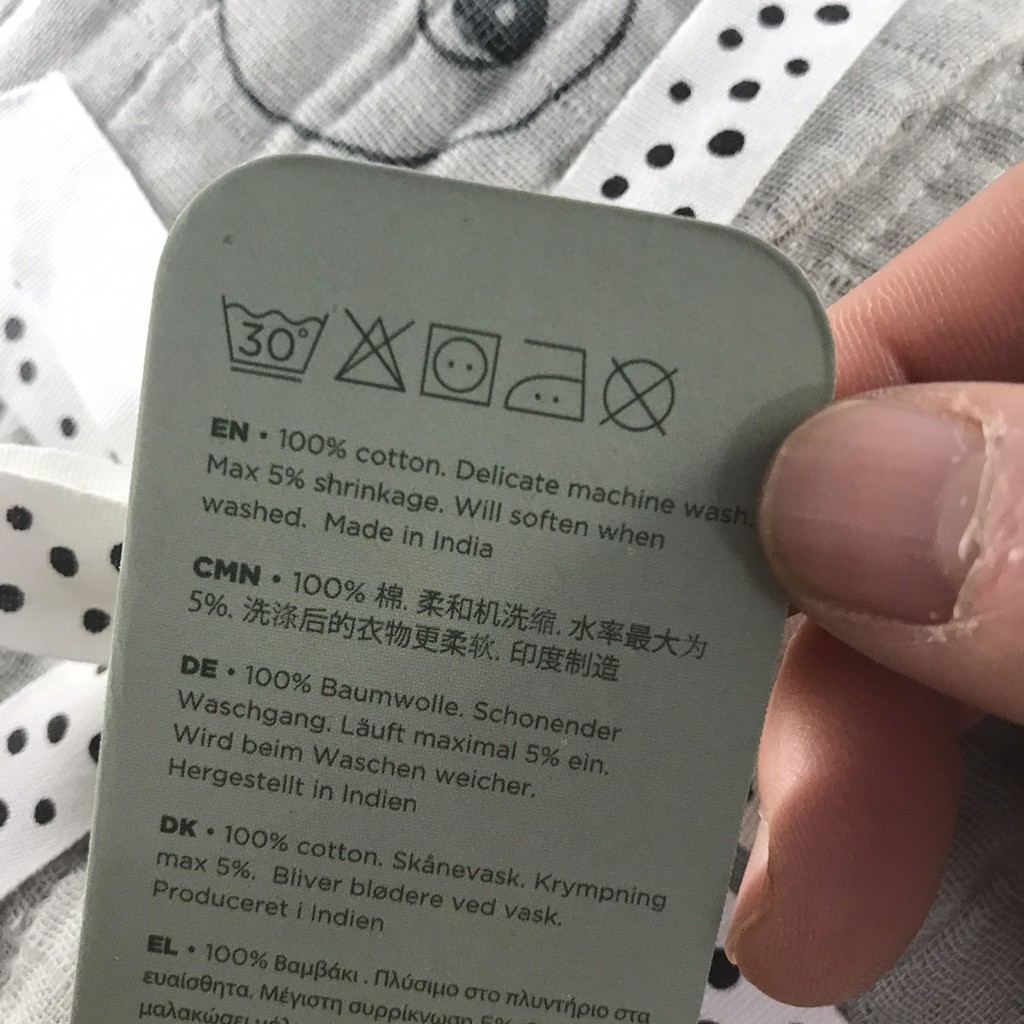 30°
EN • 100% cotton. Delicate machine wash.
Max 5% shrinkage. Will soften when
washed. Made in India
CMN • 100% 棉. 柔和机洗缩. 水率最大为
5%. 洗涤后的衣物更柔软. 印度制造
DE • 100% Baumwolle. Schonender
Waschgang. Läuft maximal 5% ein.
Wird beim Waschen weicher.
Hergestellt in Indien
DK • 100% cotton. Skånevask. Krympning
max 5%. Bliver blødere ved vask.
Produceret i Indien
EL • 100% Βαμβάκι . Πλύσιμο στο πλυντήριο στα
ευαίσθητα. Μέγιστη συρρίκνωση 5%.
μαλακώσει